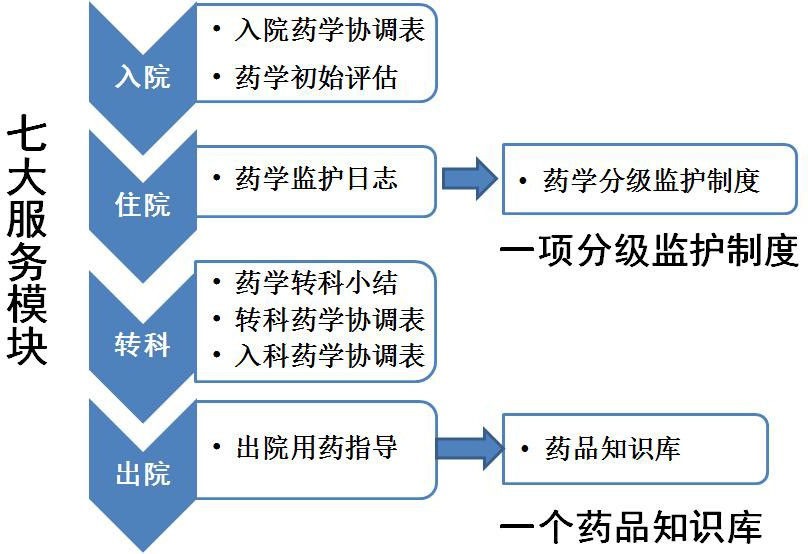 七大服务模块
入院
• 入院药学协调表
• 药学初始评估
住院
• 药学监护日志
• 药学分级监护制度
一项分级监护制度
转科
• 药学转科小结
• 转科药学协调表
• 入科药学协调表
出院
• 出院用药指导
• 药品知识库
一个药品知识库